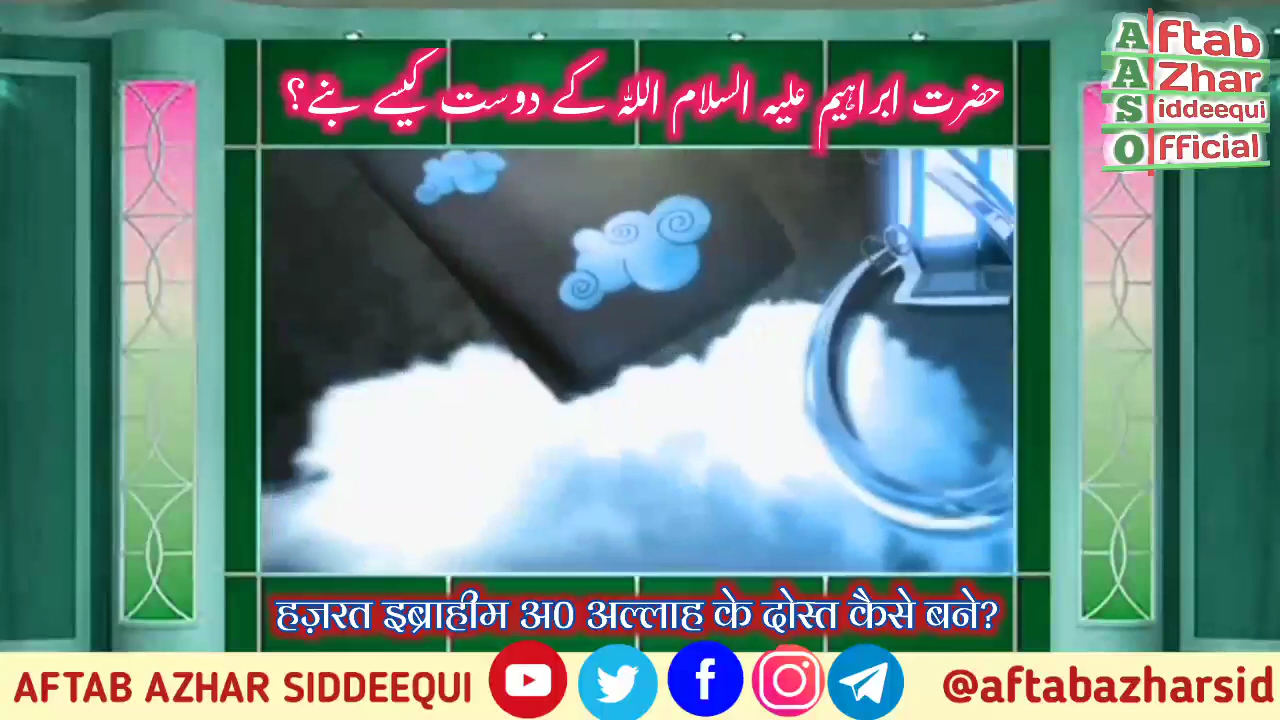 حضرت ابراہیم علیہ السلام اللہ کے دوست کیسے بنے؟
Aftab
AZhar
Siddeequi
Official
हज़रत इब्राहीम अ0 अल्लाह के दोस्त कैसे बने?
AFTAB AZHAR SIDDEEQUI
@aftabazharsid